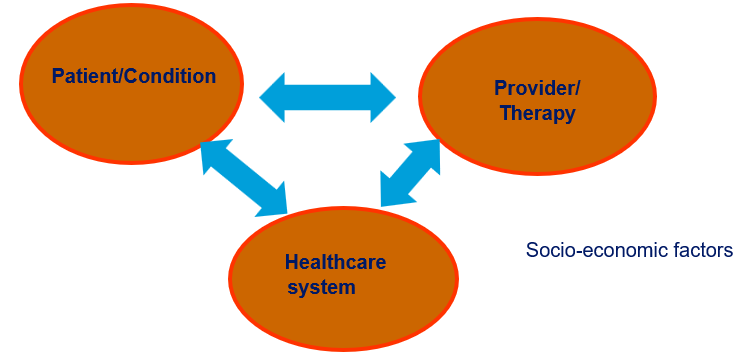 Patient/Condition
Provider/
Therapy
Healthcare
system
Socio-economic factors